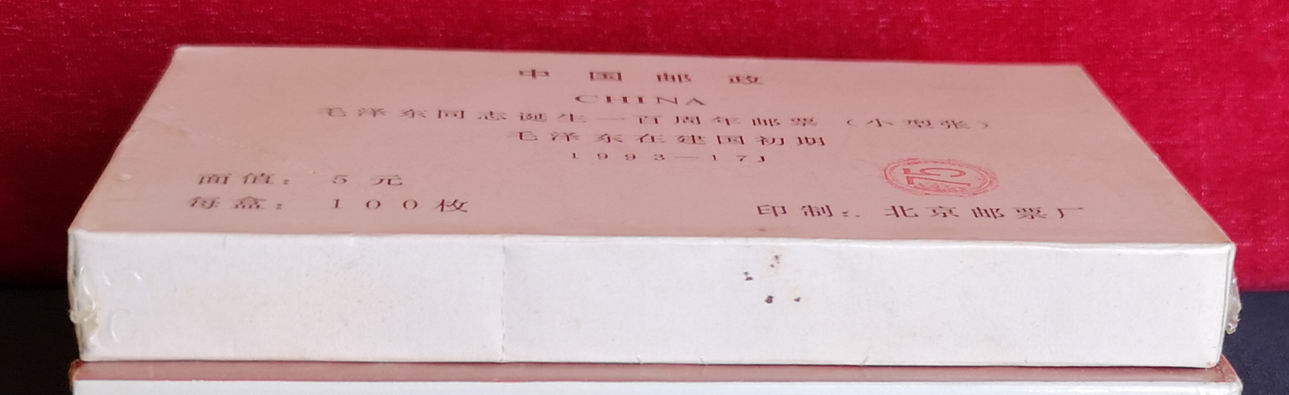 中国邮政
CHINA
毛泽东同志诞生一百周年邮票（小型张）
毛泽东在建国初期
1993—17J
面值：5元
每盒：100枚
75
印制：北京邮票厂